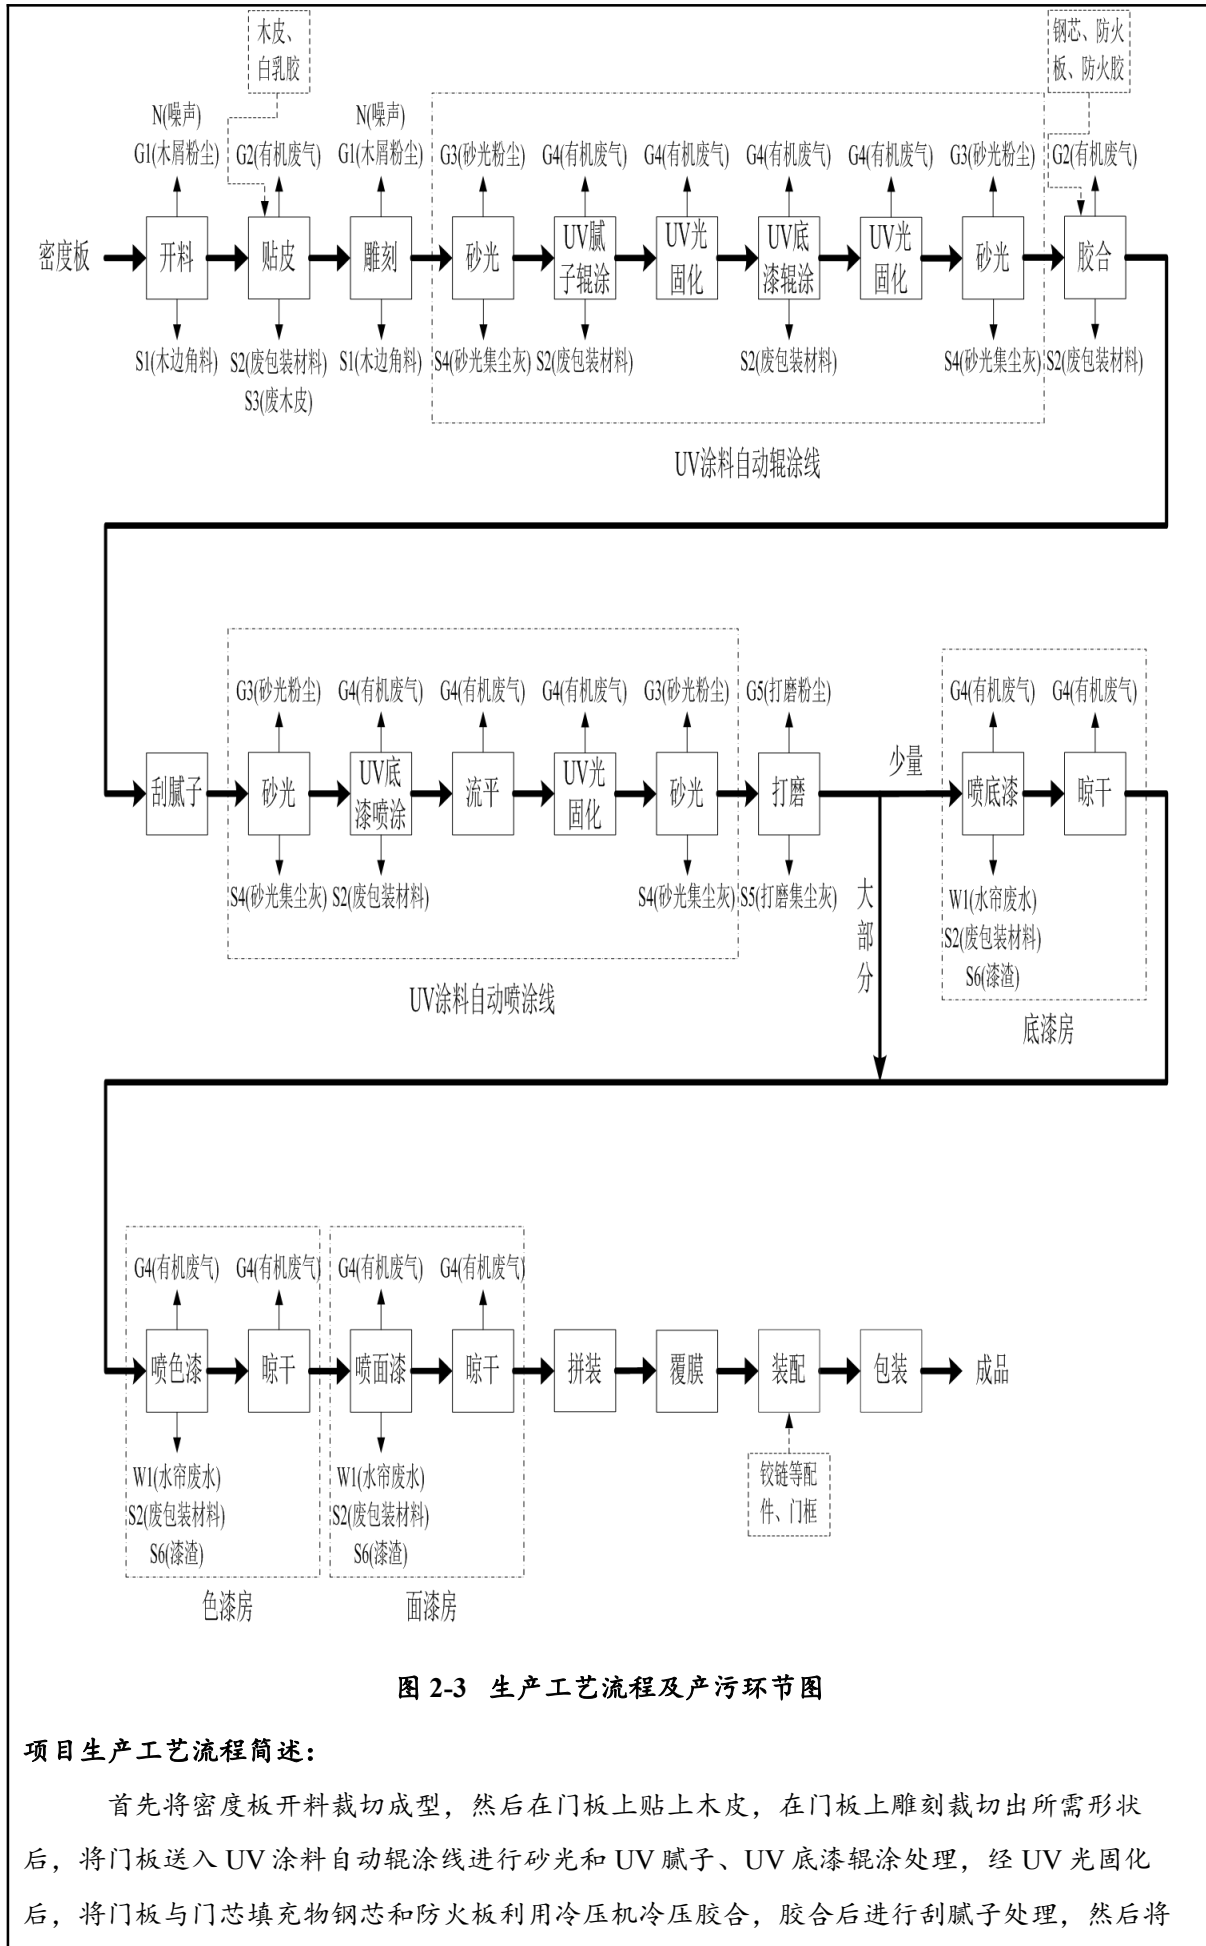 木皮、
白乳胶
钢芯、防火
板、防火胶
N(噪声)
G1(木屑粉尘)
G2(有机废气)
N(噪声)
G1(木屑粉尘)
G3(砂光粉尘)
G4(有机废气)
G4(有机废气)
G4(有机废气)
G4(有机废气)
G3(砂光粉尘)
G2(有机废气)
密度板
开料
贴皮
雕刻
砂光
UV腻
子辊涂
UV光
固化
UV底
漆辊涂
UV光
固化
砂光
胶合
S1(木边角料)
S2(废包装材料)
S3(废木皮)
S1(木边角料)
S4(砂光集尘灰)
S2(废包装材料)
S2(废包装材料)
S4(砂光集尘灰)
S2(废包装材料)
UV涂料自动辊涂线
G3(砂光粉尘)
G4(有机废气)
G4(有机废气)
G4(有机废气)
G3(砂光粉尘)
G5(打磨粉尘)
G4(有机废气)
G4(有机废气)
刮腻子
砂光
UV底
漆喷涂
流平
UV光
固化
砂光
打磨
少量
喷底漆
晾干
S4(砂光集尘灰)
S2(废包装材料)
S4(砂光集尘灰)
S5(打磨集尘灰)
大部分
W1(水帘废水)
S2(废包装材料)
S6(漆渣)
UV涂料自动喷涂线
底漆房
G4(有机废气)
G4(有机废气)
G4(有机废气)
G4(有机废气)
喷色漆
晾干
喷面漆
晾干
拼装
覆膜
装配
包装
成品
W1(水帘废水)
S2(废包装材料)
S6(漆渣)
W1(水帘废水)
S2(废包装材料)
S6(漆渣)
铰链等配
件、门框
色漆房
面漆房
图 2-3 生产工艺流程及产污环节图
项目生产工艺流程简述：
首先将密度板开料裁切成型，然后在门板上贴上木皮，在门板上雕刻裁切出所需形状
后，将门板送入 UV 涂料自动辊涂线进行砂光和 UV 腻子、UV 底漆辊涂处理，经 UV 光固化
后，将门板与门芯填充物钢芯和防火板利用冷压机冷压胶合，胶合后进行刮腻子处理，然后将